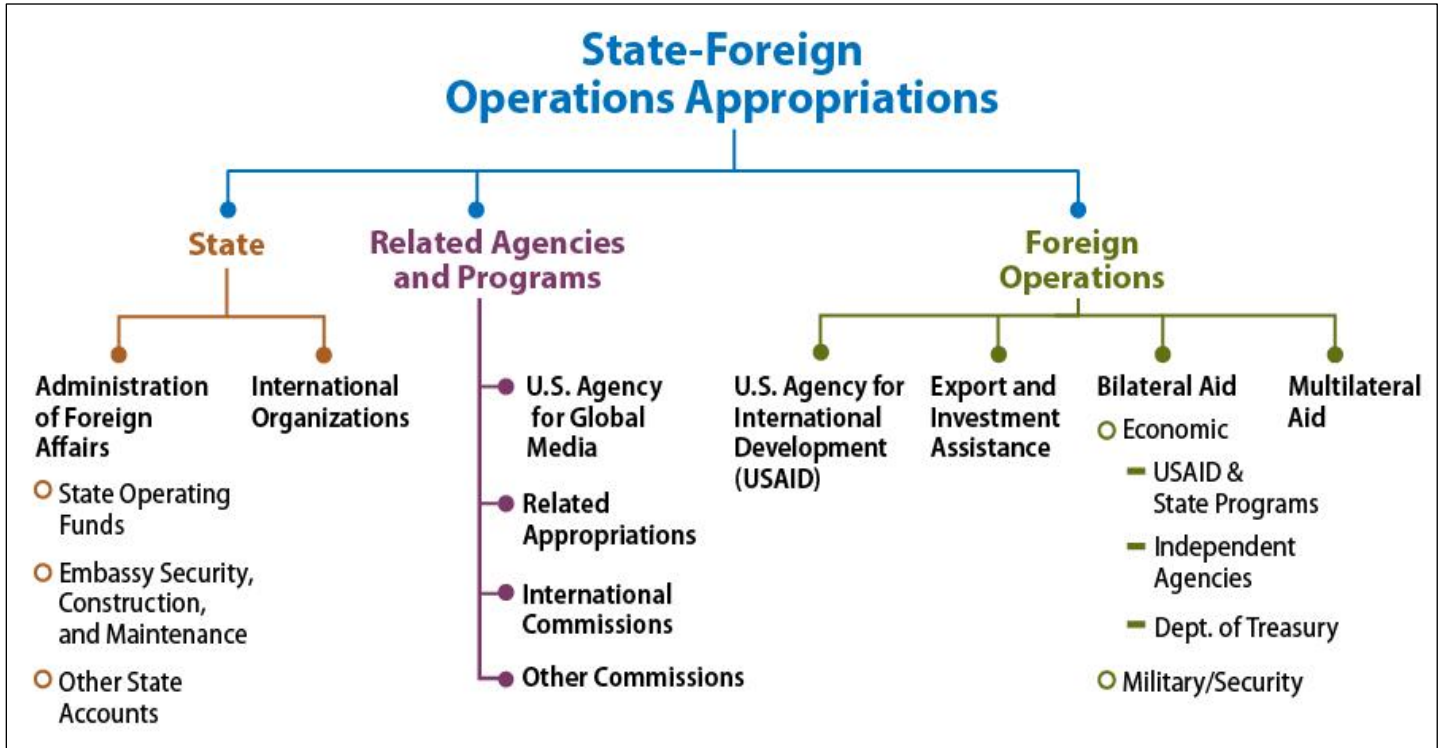 State-Foreign
Operations Appropriations
State
Administration
of Foreign
Affairs
State Operating
Funds
Embassy Security,
Construction,
and Maintenance
Other State
Accounts
International
Organizations
Related Agencies
and Programs
U.S. Agency
for Global
Media
Related
Appropriations
International
Commissions
Other Commissions
Foreign
Operations
U.S. Agency for
International
Development
(USAID)
Export and
Investment
Assistance
Bilateral Aid
Economic
USAID &
State Programs
Independent
Agencies
Dept. of Treasury
Military/Security
Multilateral
Aid